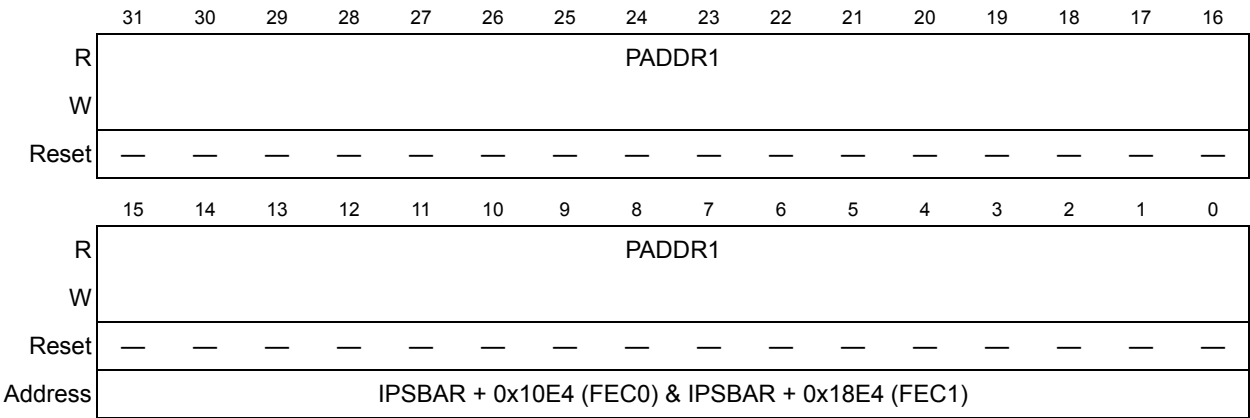 31 30 29 28 27 26 25 24 23 22 21 20 19 18 17 16
R PADDR1
W
Reset — — — — — — — — — — — — — — — —
15 14 13 12 11 10 9 8 7 6 5 4 3 2 1 0
R PADDR1
W
Reset — — — — — — — — — — — — — — — —
Address IPSBAR + 0x10E4 (FEC0) & IPSBAR + 0x18E4 (FEC1)